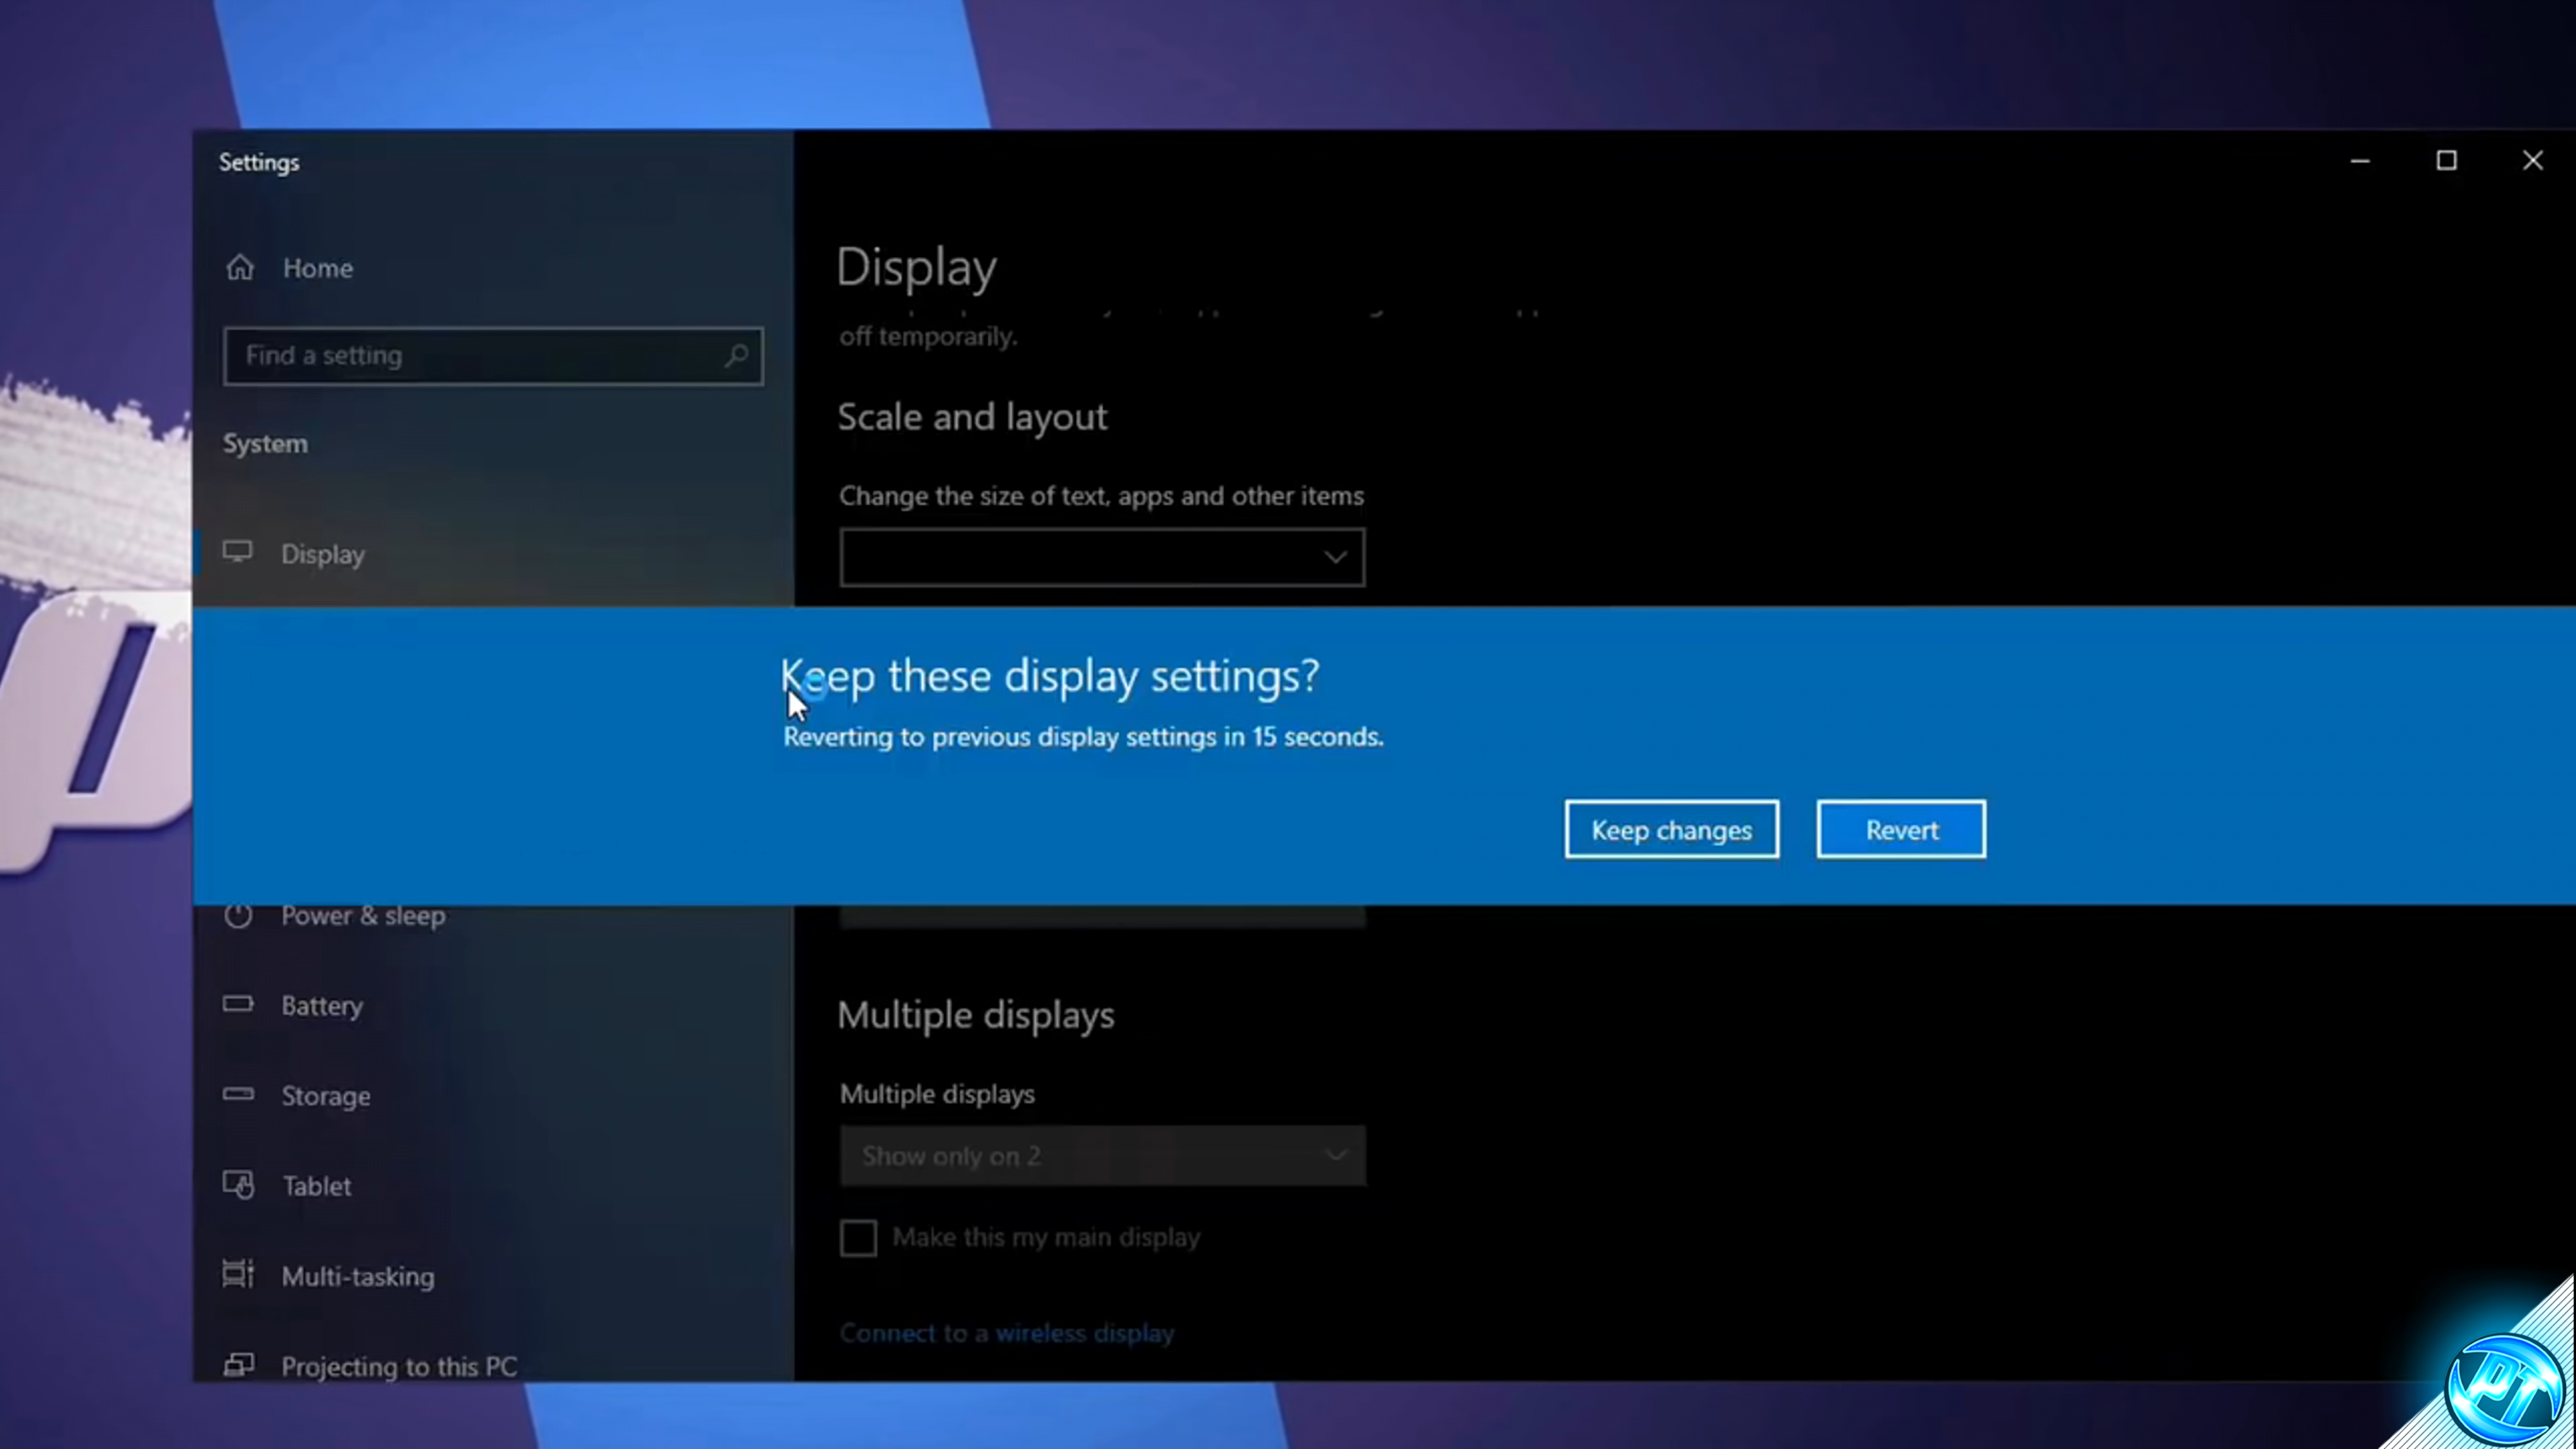 Settings
Home
Find a setting
System
Display
Display
off temporarily.
Scale and layout
Change the size of text, apps and other items
Keep these display settings?
Reverting to previous display settings in 15 seconds.
Keep changes
Revert
Power & sleep
Battery
Storage
Tablet
Multi-tasking
Projecting to this PC
Multiple displays
Multiple displays
Show only on 2
Make this my main display
Connect to a wireless display
PT